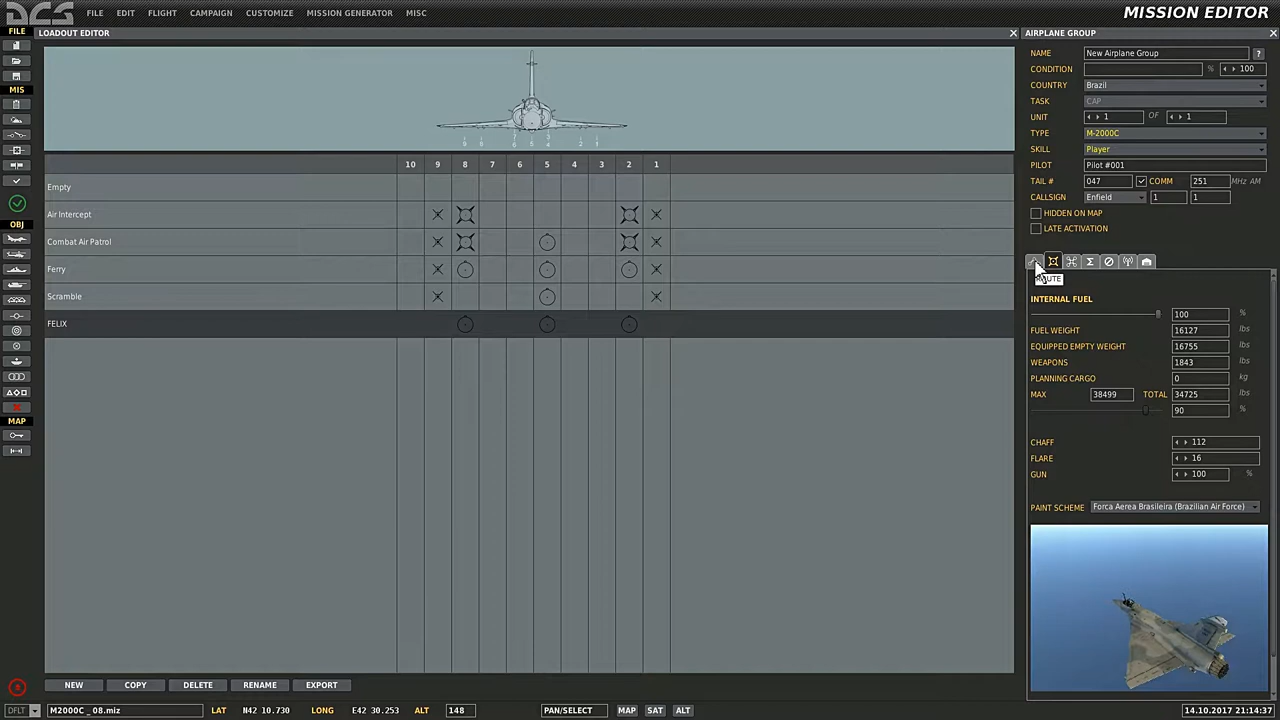 DCS FILE EDIT FLIGHT CAMPAIGN CUSTOMIZE MISSION GENERATOR MISC MISSION EDITOR
FILE
MIS
OBJ
MAP
LOADOUT EDITOR
10 9 8 7 6 5 4 3 2 1
Empty
Air Intercept
Combat Air Patrol
Ferry
Scramble
FELIX
NEW COPY DELETE RENAME EXPORT
AIRPLANE GROUP
NAME New Airplane Group ?
CONDITION % 100
COUNTRY Brazil
TASK CAP
UNIT 1 OF 1
TYPE M-2000C
SKILL Player
PILOT Pilot #001
TAIL # 047 COMM 251 MHz AM
CALLSIGN Enfield 1 1
HIDDEN ON MAP
LATE ACTIVATION
INTERNAL FUEL
100 %
FUEL WEIGHT 16127 lbs
EQUIPPED EMPTY WEIGHT 16755 lbs
WEAPONS 1843 lbs
PLANNING CARGO 0 kg
MAX 38499 TOTAL 34725 lbs
90 %
CHAFF 112
FLARE 16
GUN 100 %
PAINT SCHEME Forca Aerea Brasileira (Brazilian Air Force)
DFLT M2000C _ 08.miz LAT N42 10.730 LONG E42 30.253 ALT 148 PAN/SELECT MAP SAT ALT 14.10.2017 21:14:37